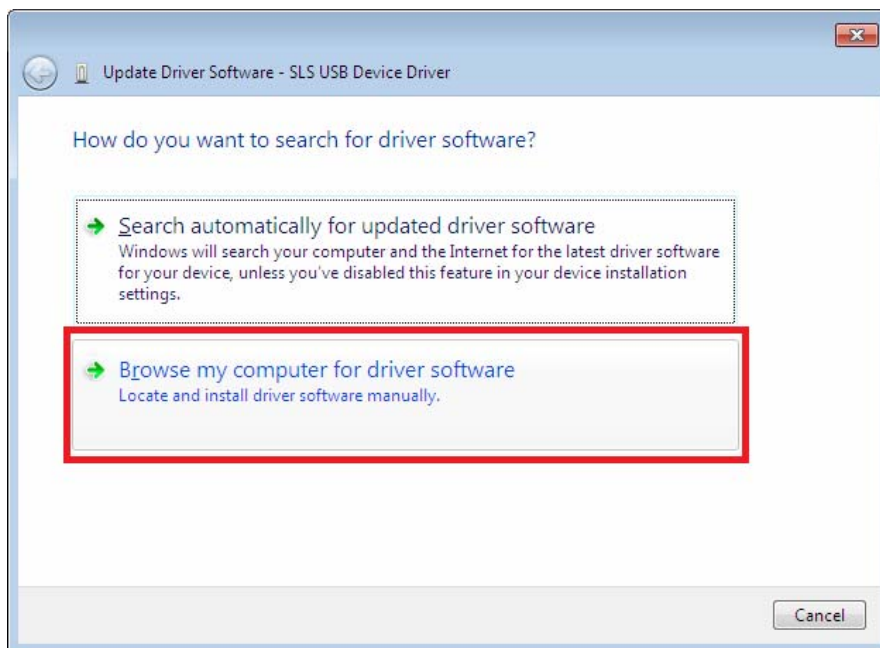 Update Driver Software - SLS USB Device Driver
How do you want to search for driver software?
Search automatically for updated driver software
Windows will search your computer and the Internet for the latest driver software
for your device, unless you've disabled this feature in your device installation
settings.
Browse my computer for driver software
Locate and install driver software manually.
Cancel